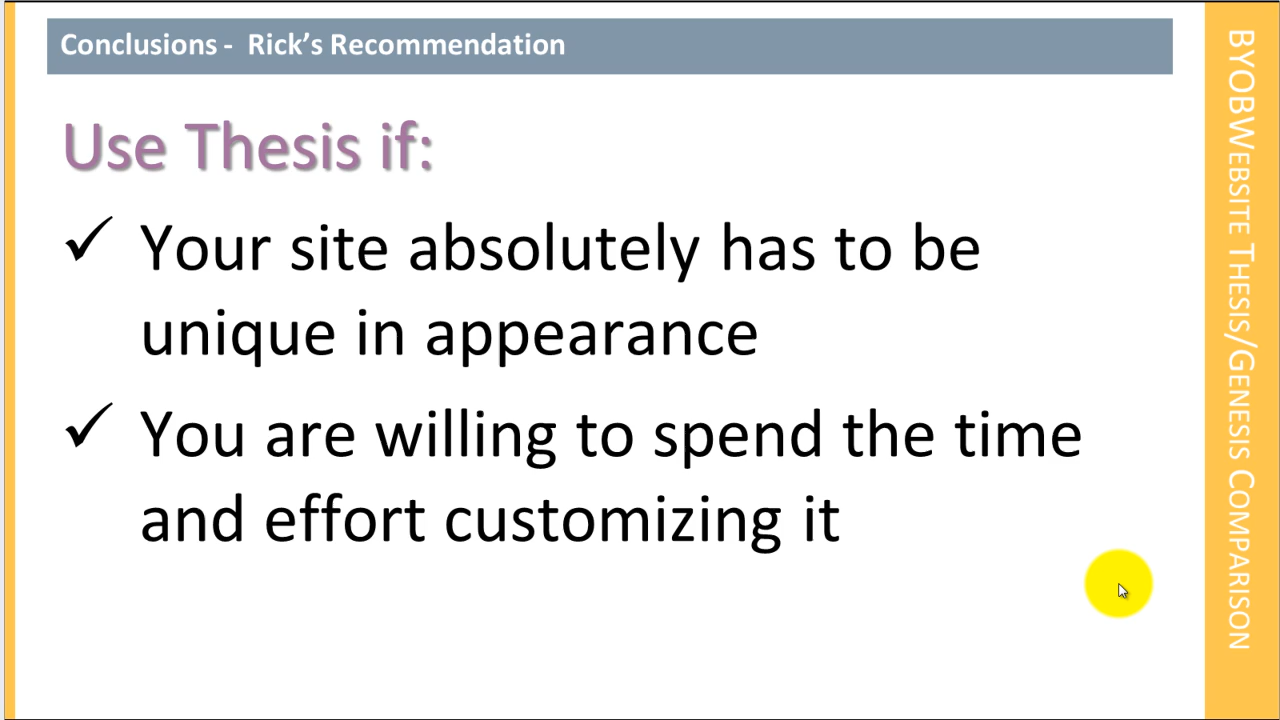 Conclusions - Rick's Recommendation
Use Thesis if:
✓ Your site absolutely has to be
unique in appearance
✓ You are willing to spend the time
and effort customizing it
BYOBWEBSITE THESIS/GENESIS COMPARISON